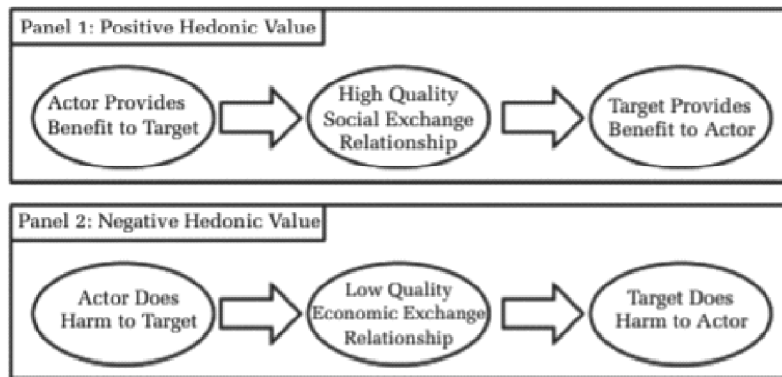 Panel 1: Positive Hedonic Value
Actor Provides
Benefit to Target
High Quality
Social Exchange
Relationship
Target Provides
Benefit to Actor
Panel 2: Negative Hedonic Value
Actor Does
Harm to Target
Low Quality
Economic Exchange
Relationship
Target Does
Harm to Actor